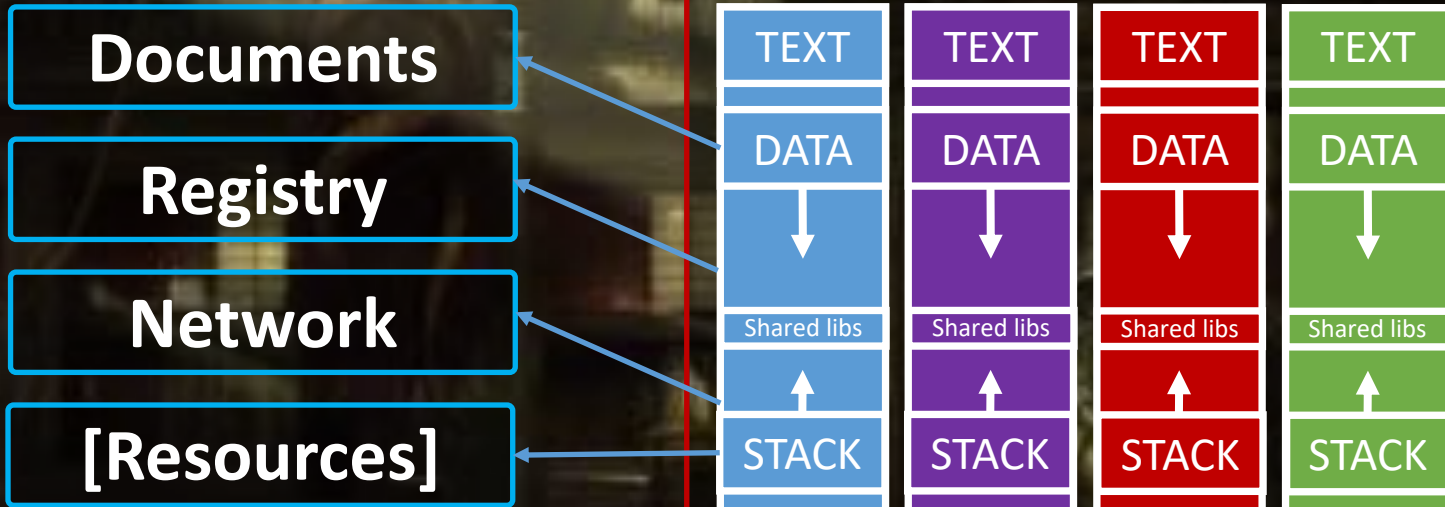 Documents
Registry
Network
[Resources]
TEXT TEXT TEXT TEXT
DATA DATA DATA DATA
Shared libs Shared libs Shared libs Shared libs
STACK STACK STACK STACK